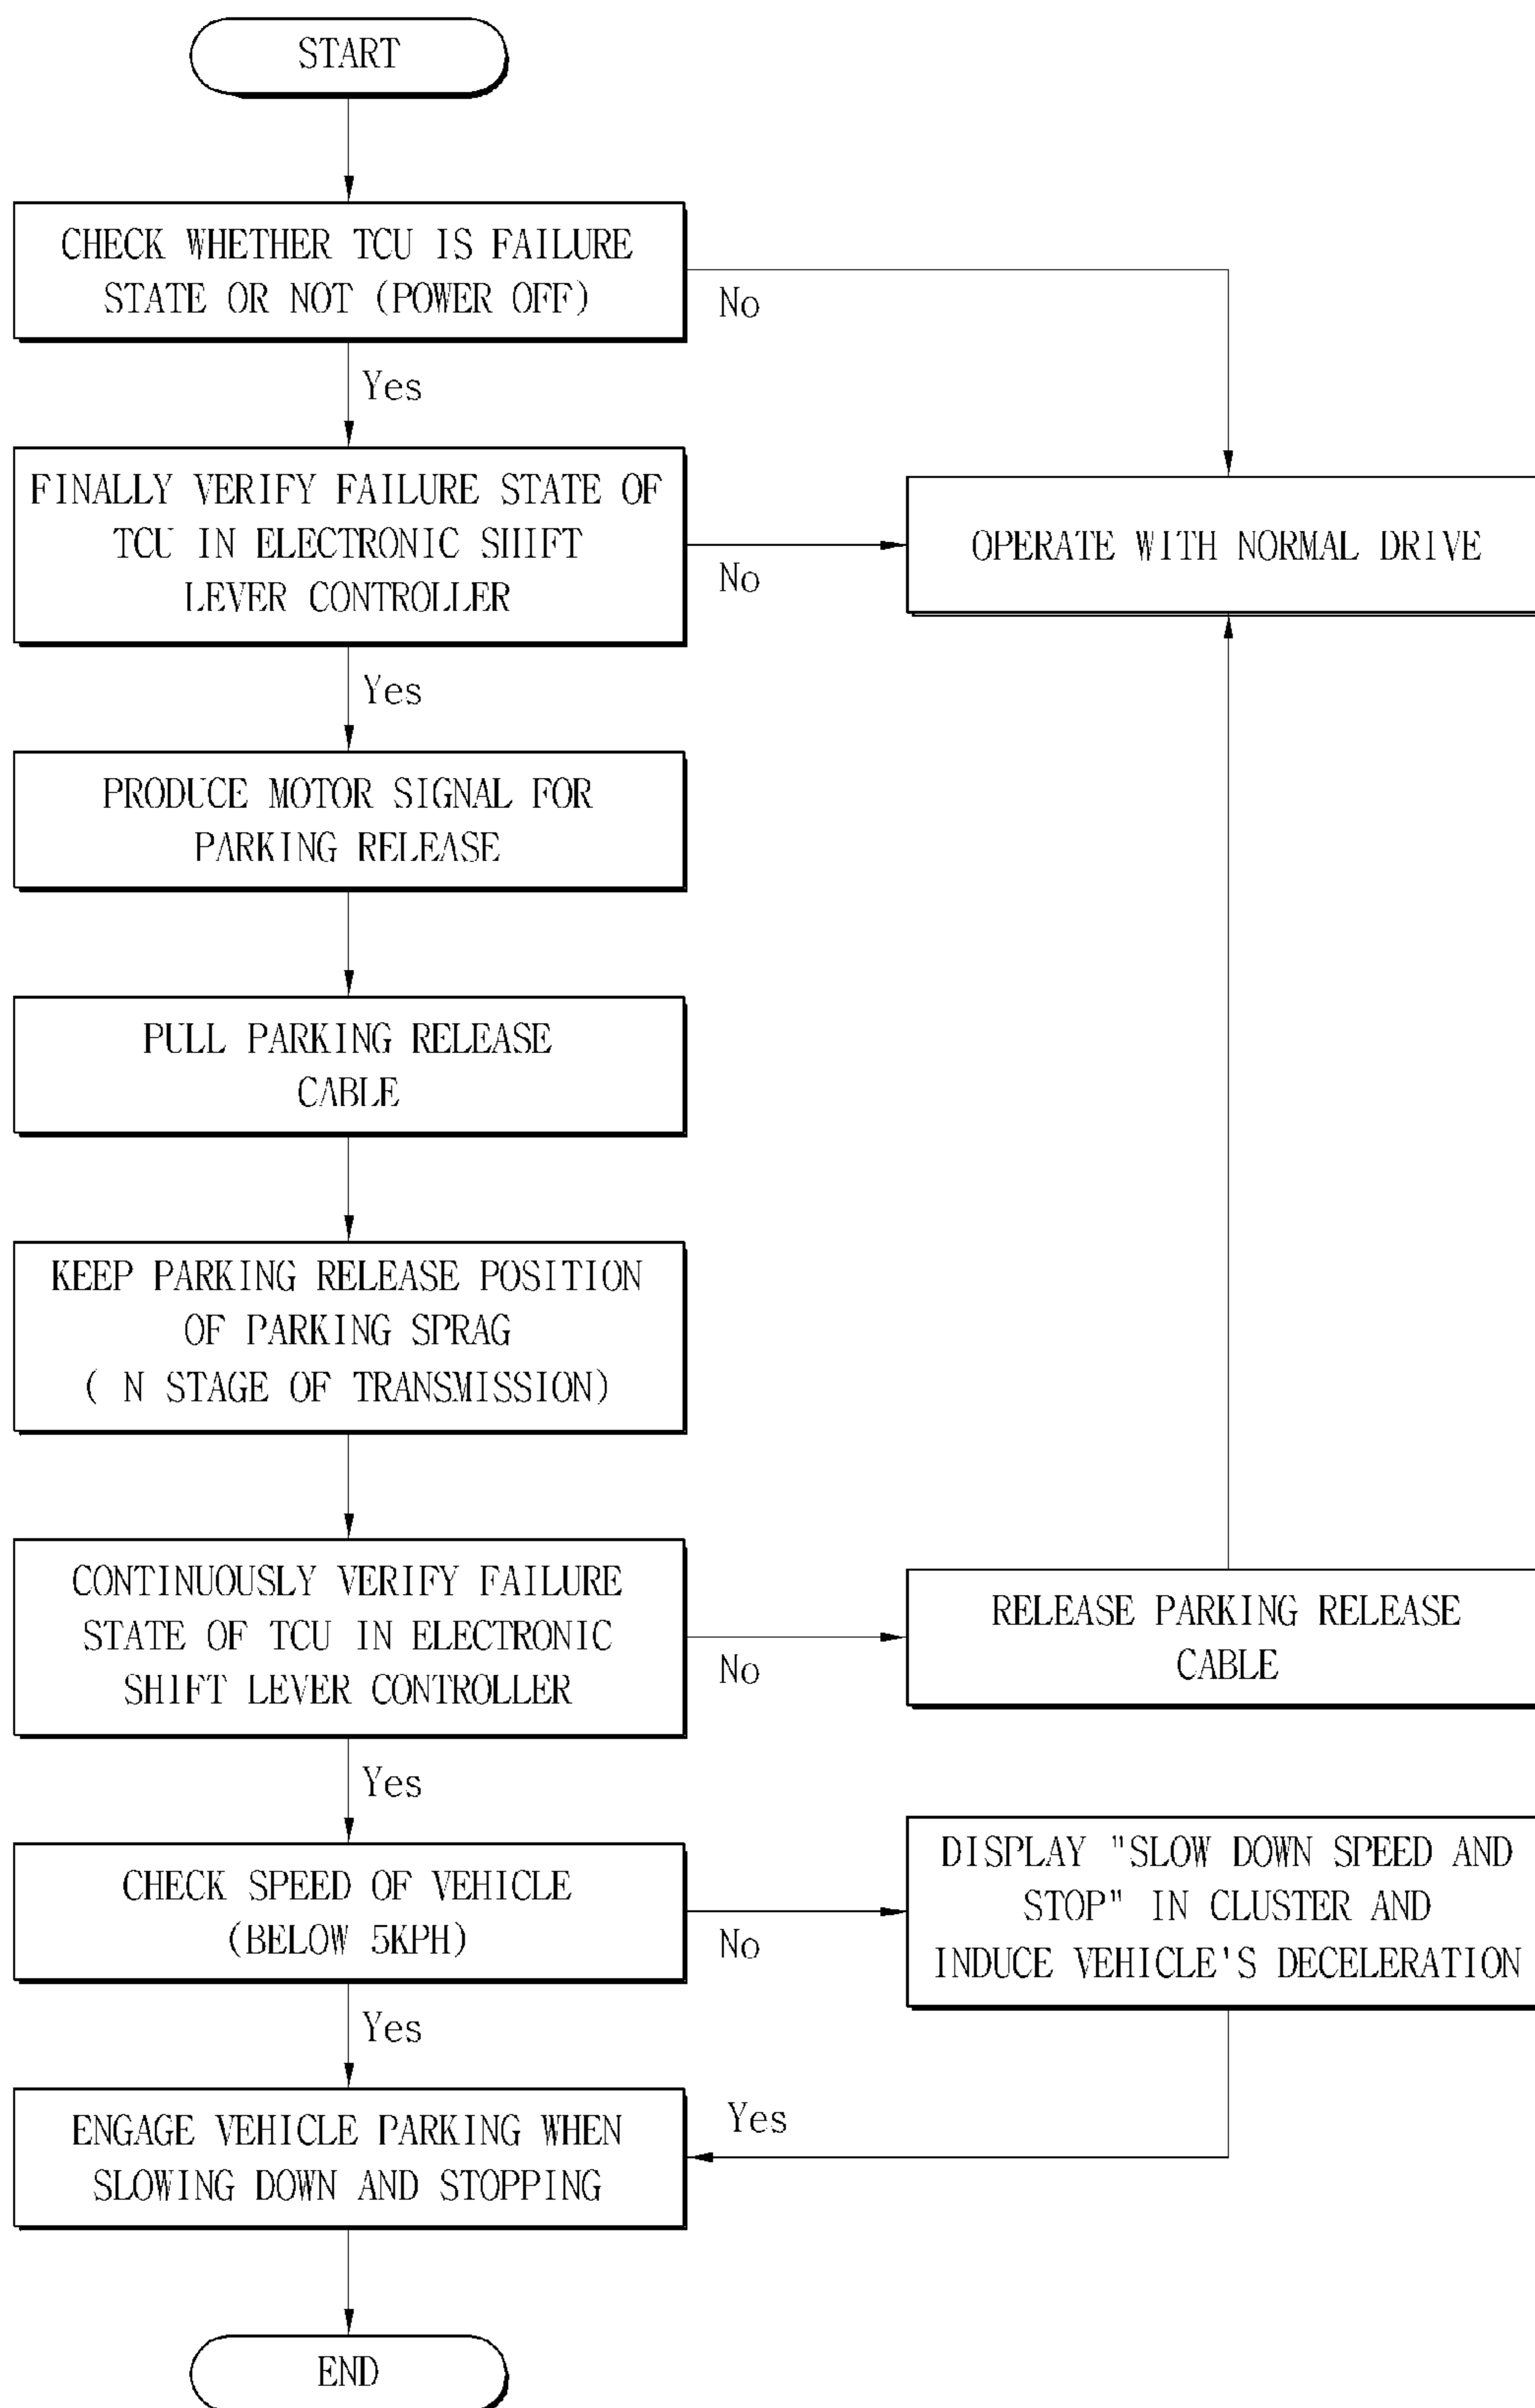 START
CHECK WHETHER TCU IS FAILURE
STATE OR NOT (POWER OFF)
No
Yes
FINALLY VERIFY FAILURE STATE OF
TCU IN ELECTRONIC SHIFT
LEVER CONTROLLER
No
OPERATE WITH NORMAL DRIVE
Yes
PRODUCE MOTOR SIGNAL FOR
PARKING RELEASE
PULL PARKING RELEASE
CABLE
KEEP PARKING RELEASE POSITION
OF PARKING SPRAG
( N STAGE OF TRANSMISSION)
CONTINUOUSLY VERIFY FAILURE
STATE OF TCU IN ELECTRONIC
SHIFT LEVER CONTROLLER
No
RELEASE PARKING RELEASE
CABLE
Yes
CHECK SPEED OF VEHICLE
(BELOW 5KPH)
No
DISPLAY "SLOW DOWN SPEED AND
STOP" IN CLUSTER AND
INDUCE VEHICLE'S DECELERATION
Yes
ENGAGE VEHICLE PARKING WHEN
SLOWING DOWN AND STOPPING
Yes
END